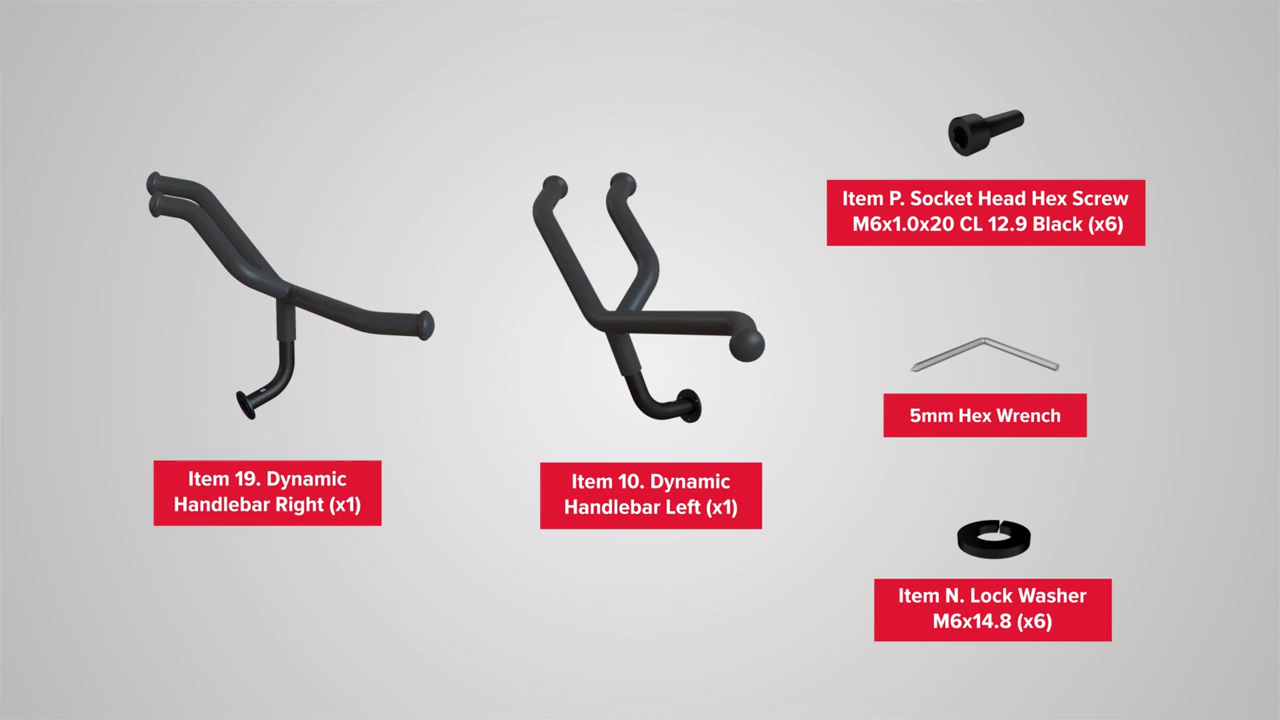 Item 19. Dynamic
Handlebar Right (x1)
Item 10. Dynamic
Handlebar Left (x1)
Item P. Socket Head Hex Screw
M6x1.0x20 CL 12.9 Black (x6)
5mm Hex Wrench
Item N. Lock Washer
M6x14.8 (x6)